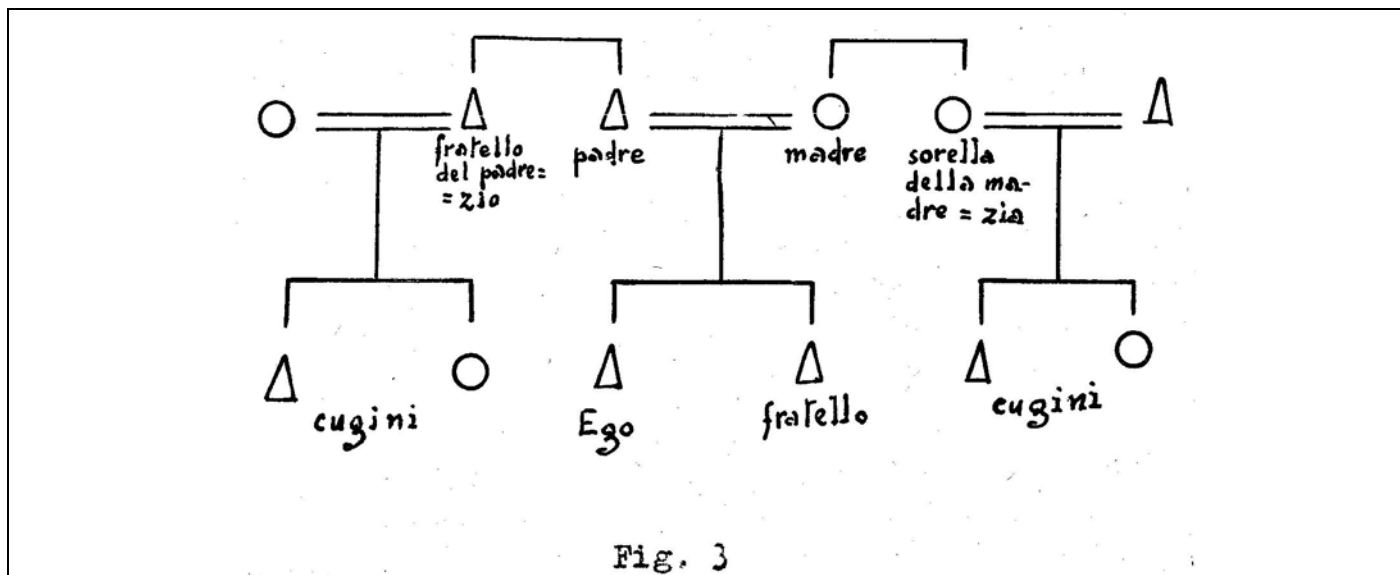 fratello
del padre=
= zio
padre
madre
sorella
della ma-
dre = zia
cugini
Ego
fratello
cugini
Fig. 3